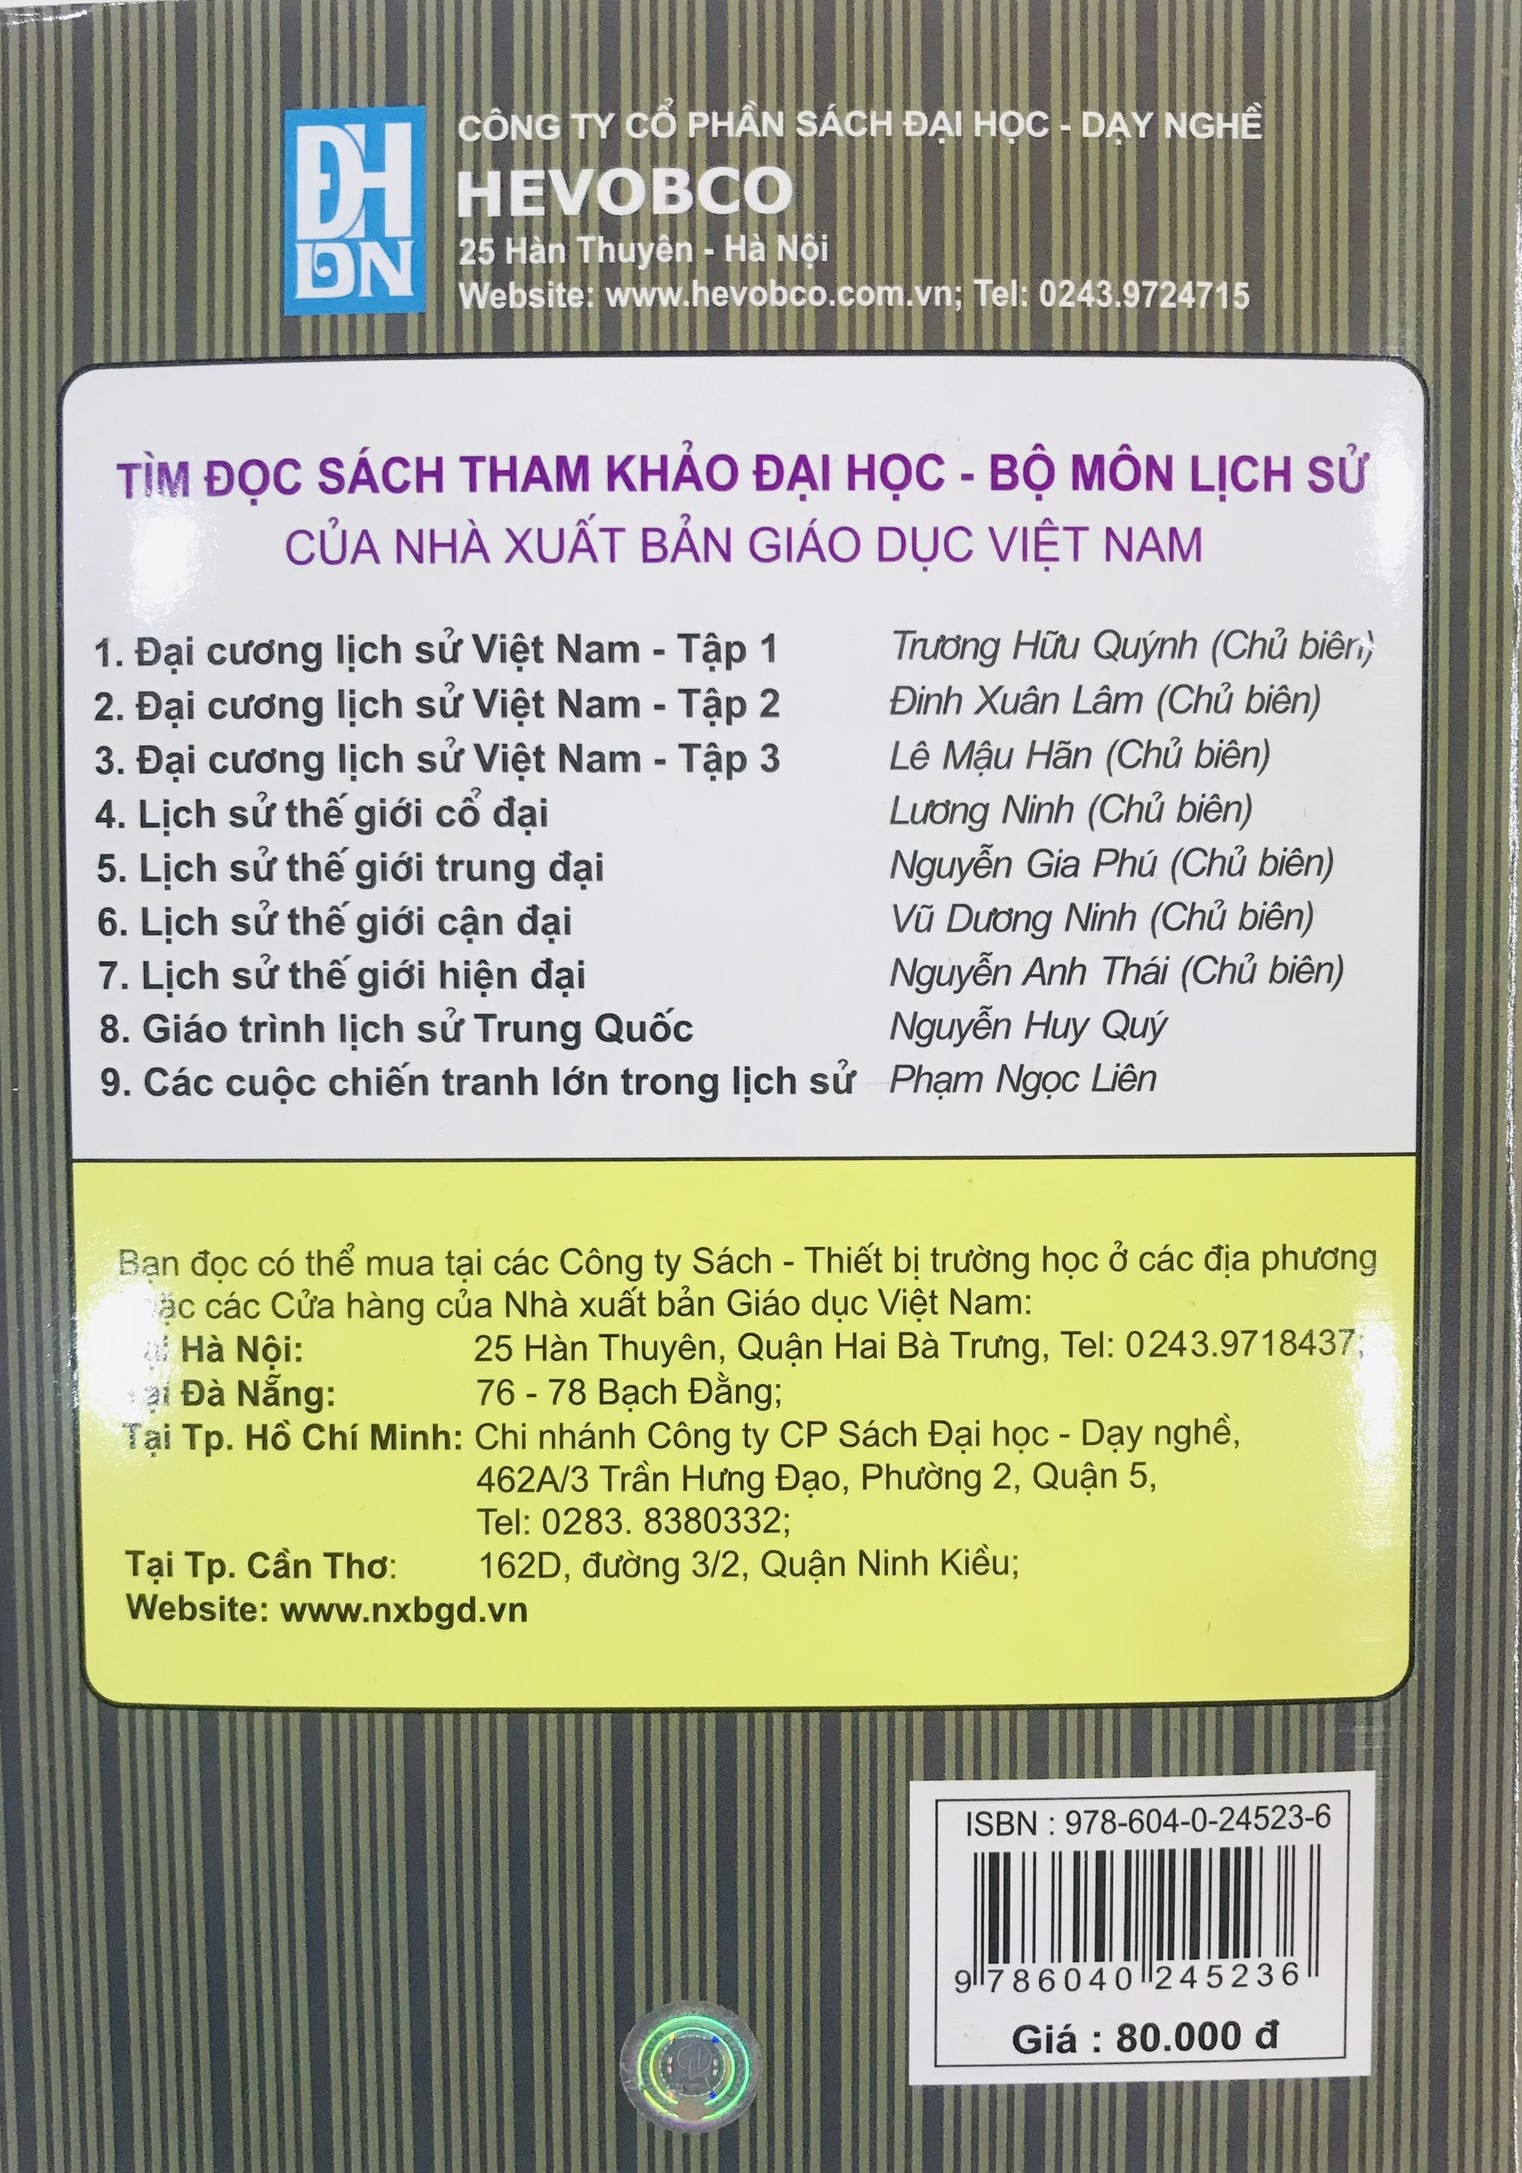 ĐH
DN
CÔNG TY CỔ PHẦN SÁCH ĐẠI HỌC - DẠY NGHỀ
HEVOBCO
25 Hàn Thuyên - Hà Nội
Website: www.hevobco.com.vn; Tel: 0243.9724715
TÌM ĐỌC SÁCH THAM KHẢO ĐẠI HỌC - BỘ MÔN LỊCH SỬ
CỦA NHÀ XUẤT BẢN GIÁO DỤC VIỆT NAM
1. Đại cương lịch sử Việt Nam - Tập 1 Trương Hữu Quýnh (Chủ biên)
2. Đại cương lịch sử Việt Nam - Tập 2 Đinh Xuân Lâm (Chủ biên)
3. Đại cương lịch sử Việt Nam - Tập 3 Lê Mậu Hãn (Chủ biên)
4. Lịch sử thế giới cổ đại Lương Ninh (Chủ biên)
5. Lịch sử thế giới trung đại Nguyễn Gia Phú (Chủ biên)
6. Lịch sử thế giới cận đại Vũ Dương Ninh (Chủ biên)
7. Lịch sử thế giới hiện đại Nguyễn Anh Thái (Chủ biên)
8. Giáo trình lịch sử Trung Quốc Nguyễn Huy Quý
9. Các cuộc chiến tranh lớn trong lịch sử Phạm Ngọc Liên
Bạn đọc có thể mua tại các Công ty Sách - Thiết bị trường học ở các địa phương
các Cửa hàng của Nhà xuất bản Giáo dục Việt Nam:
Hà Nội: 25 Hàn Thuyên, Quận Hai Bà Trưng, Tel: 0243.9718437;
Đà Nẵng: 76 - 78 Bạch Đằng;
Tại Tp. Hồ Chí Minh: Chi nhánh Công ty CP Sách Đại học - Dạy nghề,
462A/3 Trần Hưng Đạo, Phường 2, Quận 5,
Tel: 0283. 8380332;
Tại Tp. Cần Thơ: 162D, đường 3/2, Quận Ninh Kiều;
Website: www.nxbgd.vn
ISBN : 978-604-0-24523-6
9 786040 245236
Giá : 80.000 đ